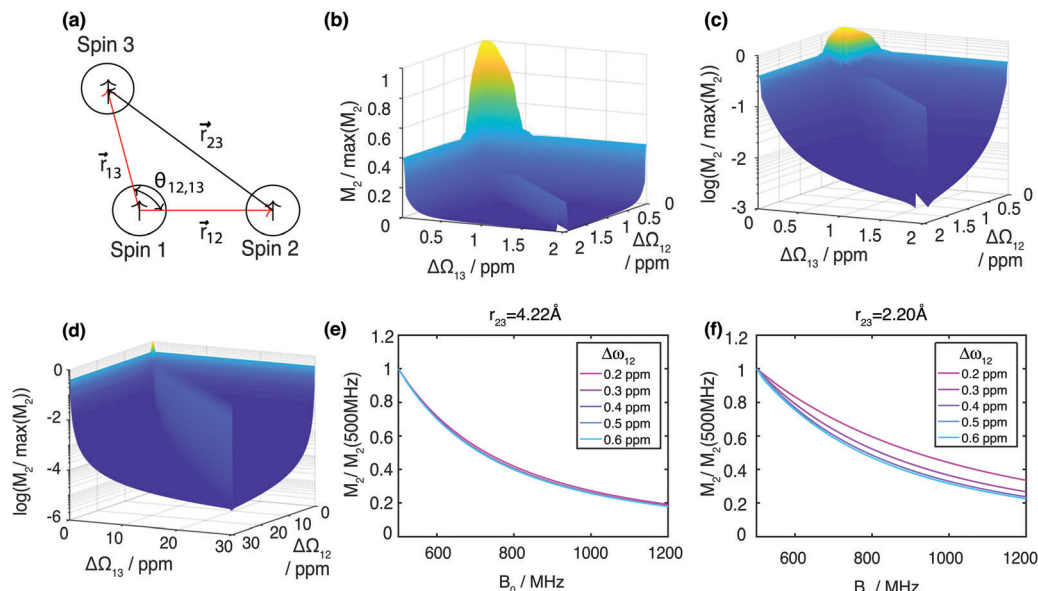 (a)
Spin 3
r⃗13
r⃗23
θ12,13
Spin 1
r⃗12
Spin 2
(b)
M2 / max(M2)
1
0.8
0.6
0.4
0.2
0
0.5
1
1.5
2
ΔΩ13 / ppm
2
1.5
1
0.5
0
ΔΩ12
/ ppm
(c)
log(M2 / max(M2))
0
-1
-2
-3
0
0.5
1
1.5
2
ΔΩ13 / ppm
2
1.5
1
0.5
0
ΔΩ12
/ ppm
(d)
log(M2 / max(M2))
0
-2
-4
-6
0
10
20
30
ΔΩ13 / ppm
30
20
10
0
ΔΩ12
/ ppm
(e)
r23=4.22Å
M2/ M2(500MHz)
1.2
1
0.8
0.6
0.4
0.2
0
600 800 1000 1200
B0 / MHz
Δω12
0.2 ppm
0.3 ppm
0.4 ppm
0.5 ppm
0.6 ppm
(f)
r23=2.20Å
M2/ M2(500MHz)
1.2
1
0.8
0.6
0.4
0.2
0
600 800 1000 1200
B / MHz
Δω12
0.2 ppm
0.3 ppm
0.4 ppm
0.5 ppm
0.6 ppm